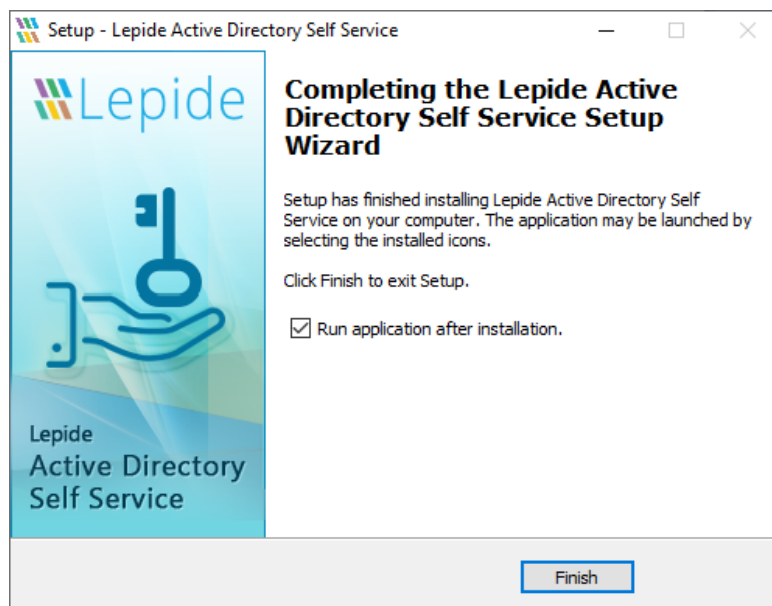 Setup - Lepide Active Directory Self Service
Lepide
Completing the Lepide Active
Directory Self Service Setup
Wizard
Setup has finished installing Lepide Active Directory Self
Service on your computer. The application may be launched by
selecting the installed icons.
Click Finish to exit Setup.
Run application after installation.
Lepide
Active Directory
Self Service
Finish